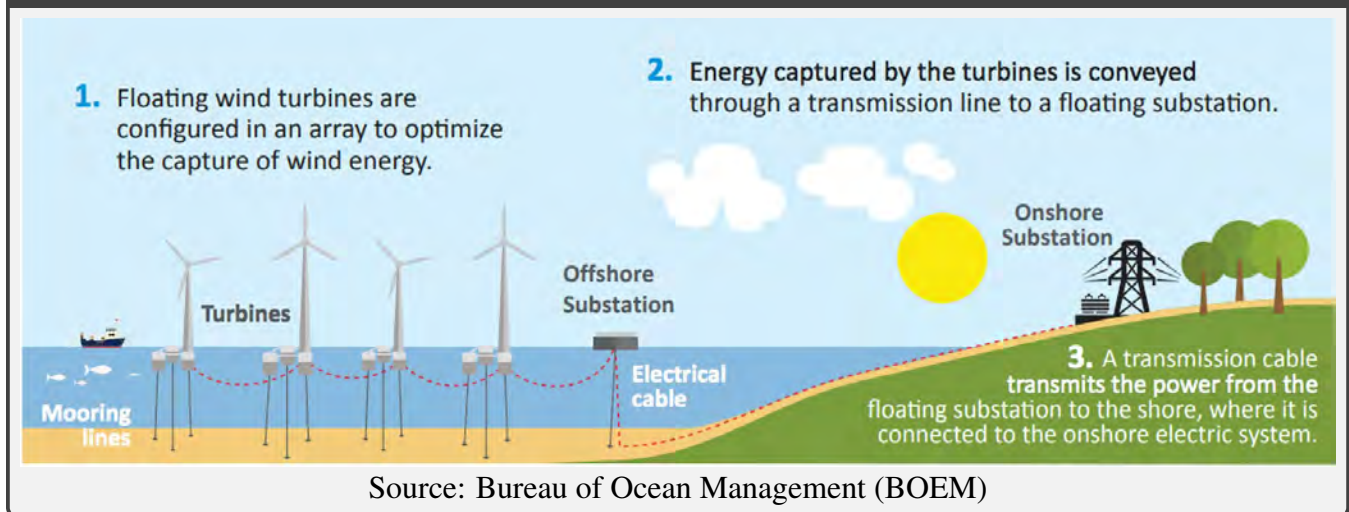 1. Floating wind turbines are
configured in an array to optimize
the capture of wind energy.
2. Energy captured by the turbines is conveyed
through a transmission line to a floating substation.
Onshore
Substation
Offshore
Substation
Turbines
Electrical
cable
Mooring
lines
3. A transmission cable
transmits the power from the
floating substation to the shore, where it is
connected to the onshore electric system.
Source: Bureau of Ocean Management (BOEM)